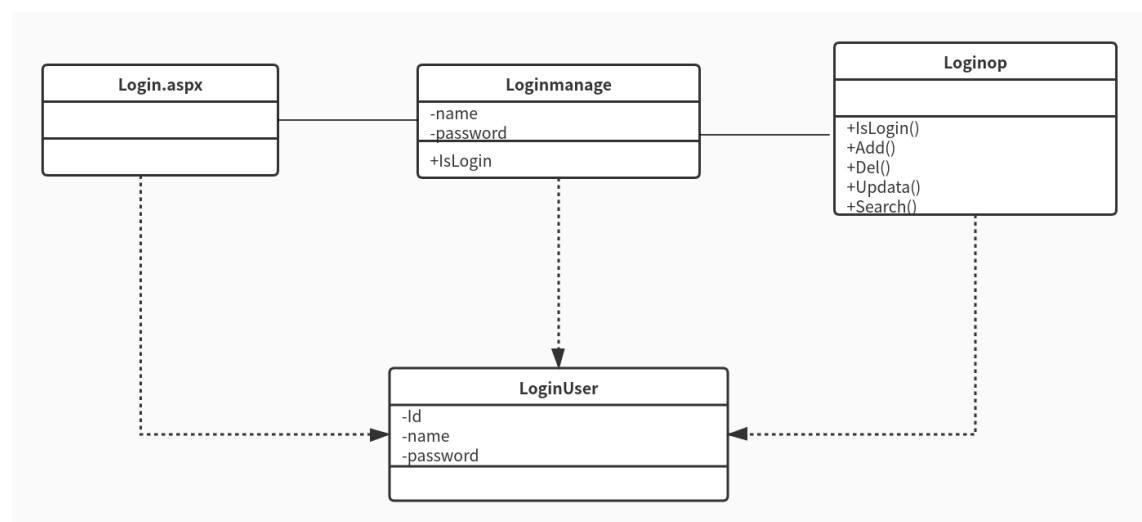 Login.aspx
Loginmanage
-name
-password
+IsLogin
Loginop
+IsLogin()
+Add()
+Del()
+Updata()
+Search()
LoginUser
-Id
-name
-password